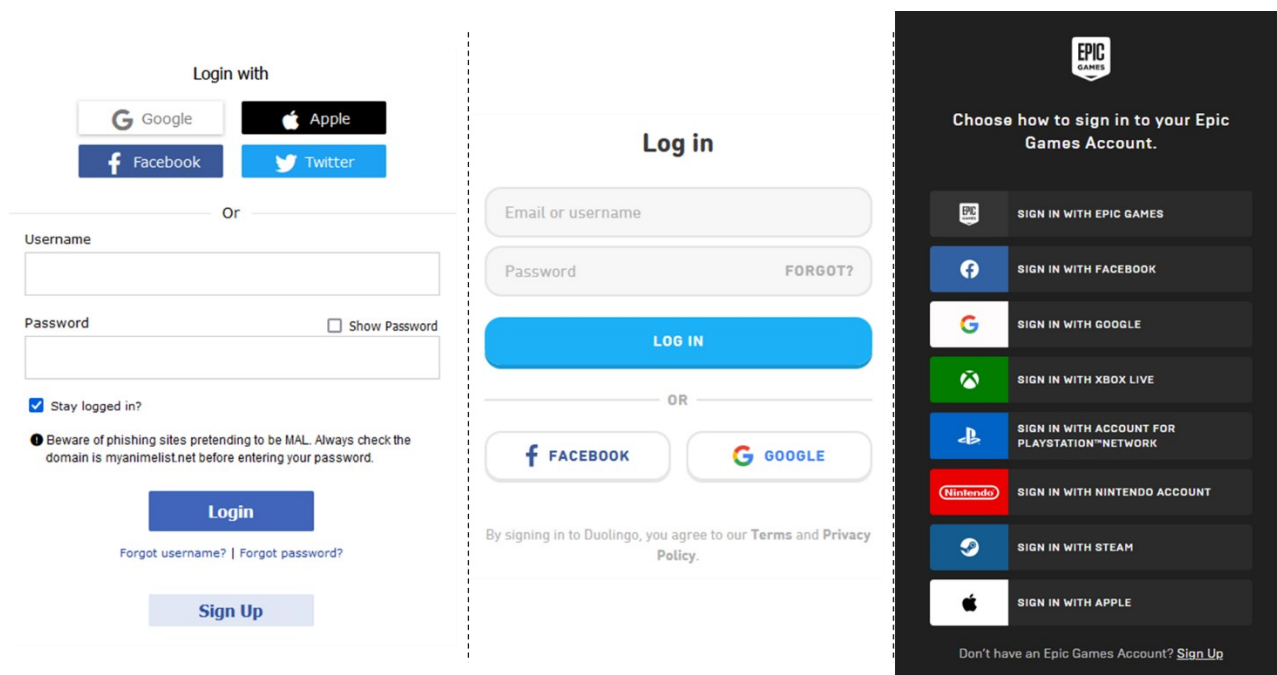 Login with
Google
Apple
Facebook
Twitter
Or
Username
Password
Show Password
Stay logged in?
Beware of phishing sites pretending to be MAL. Always check the
domain is myanimelist.net before entering your password.
Login
Forgot username? | Forgot password?
Sign Up
Log in
Email or username
Password
FORGOT?
LOG IN
OR
FACEBOOK
GOOGLE
By signing in to Duolingo, you agree to our Terms and Privacy
Policy.
EPIC
GAMES
Choose how to sign in to your Epic
Games Account.
EPIC
GAMES
SIGN IN WITH EPIC GAMES
SIGN IN WITH FACEBOOK
SIGN IN WITH GOOGLE
SIGN IN WITH XBOX LIVE
SIGN IN WITH ACCOUNT FOR
PLAYSTATION™NETWORK
Nintendo
SIGN IN WITH NINTENDO ACCOUNT
SIGN IN WITH STEAM
SIGN IN WITH APPLE
Don't have an Epic Games Account? Sign Up